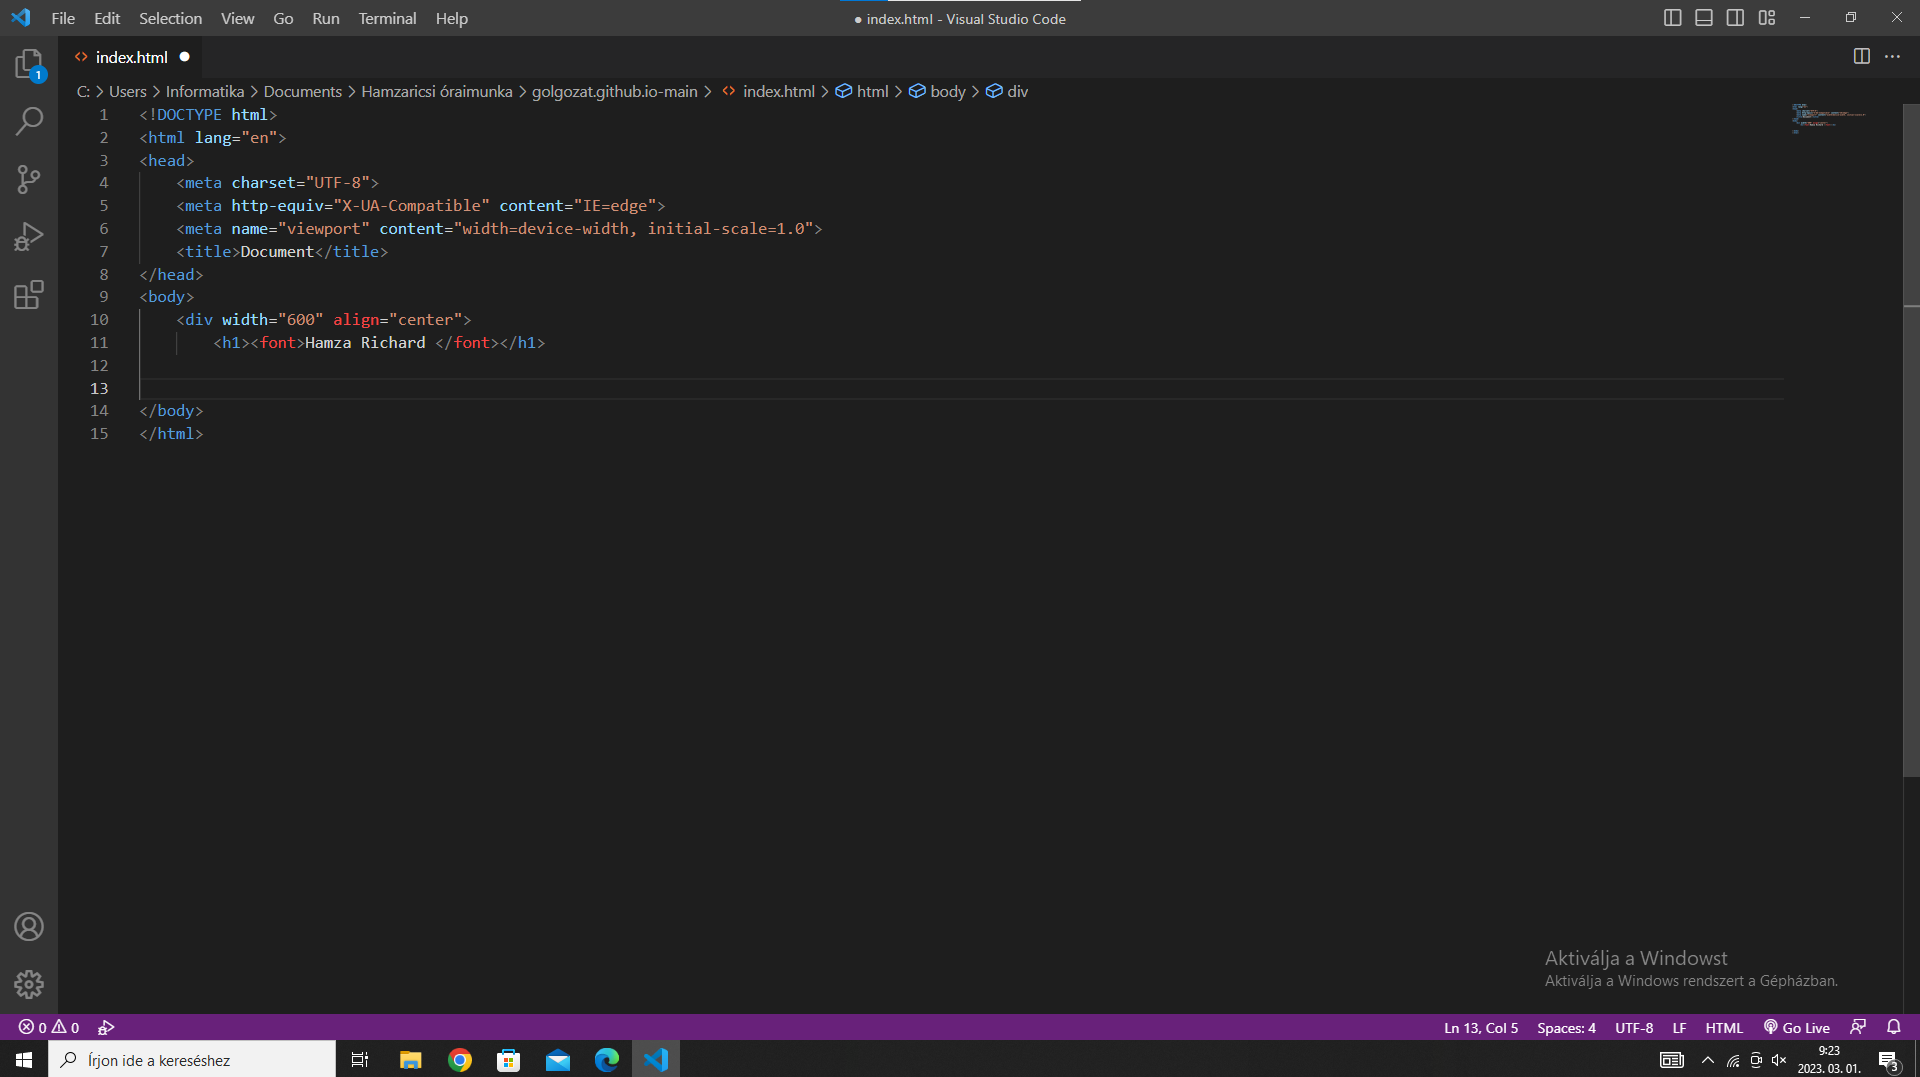 File Edit Selection View Go Run Terminal Help
● index.html - Visual Studio Code
index.html ●
1
C: > Users > Informatika > Documents > Hamzaricsi óraimunka > golgozat.github.io-main > index.html > html > body > div
1 <!DOCTYPE html>
2 <html lang="en">
3 <head>
4 <meta charset="UTF-8">
5 <meta http-equiv="X-UA-Compatible" content="IE=edge">
6 <meta name="viewport" content="width=device-width, initial-scale=1.0">
7 <title>Document</title>
8 </head>
9 <body>
10 <div width="600" align="center">
11 <h1><font>Hamza Richard </font></h1>
12
13
14 </body>
15 </html>
Aktiválja a Windowst
Aktiválja a Windows rendszert a Gépházban.
0 0 Ln 13, Col 5 Spaces: 4 UTF-8 LF HTML Go Live
Írjon ide a kereséshez
9:23
2023. 03. 01.
3